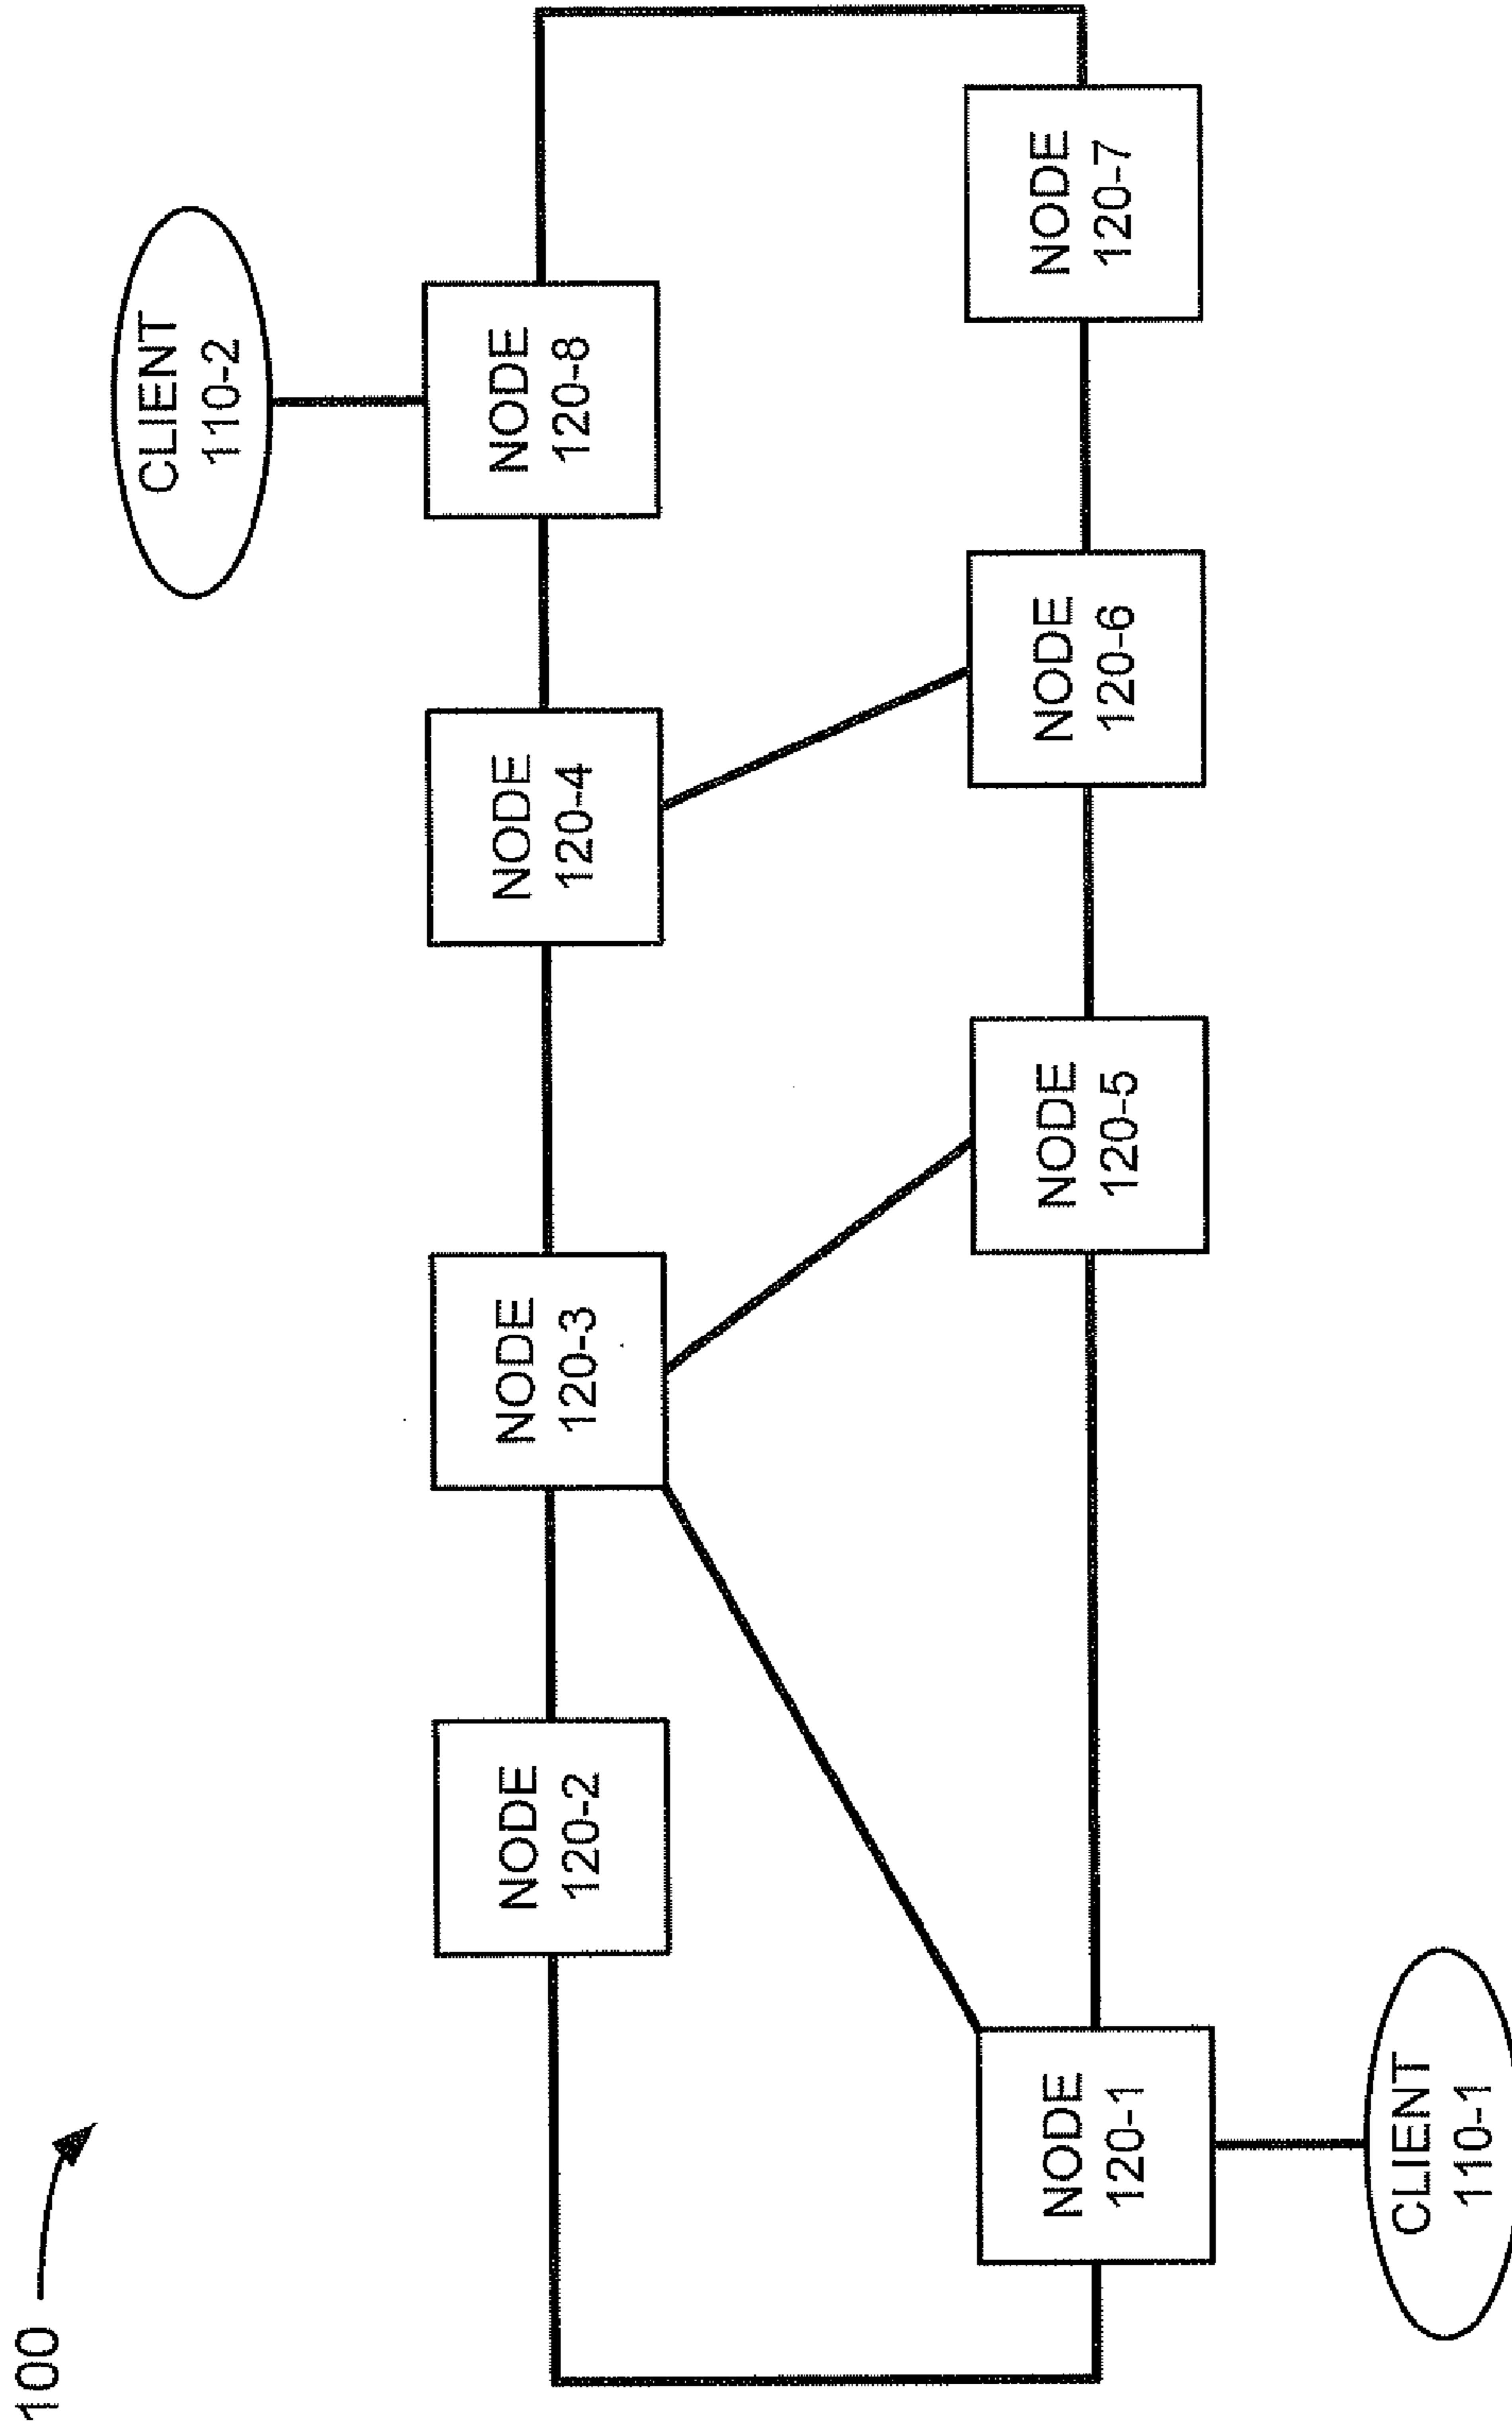 100
CLIENT
110-2
NODE
120-2
NODE
120-3
NODE
120-4
NODE
120-8
NODE
120-1
NODE
120-5
NODE
120-6
NODE
120-7
CLIENT
110-1